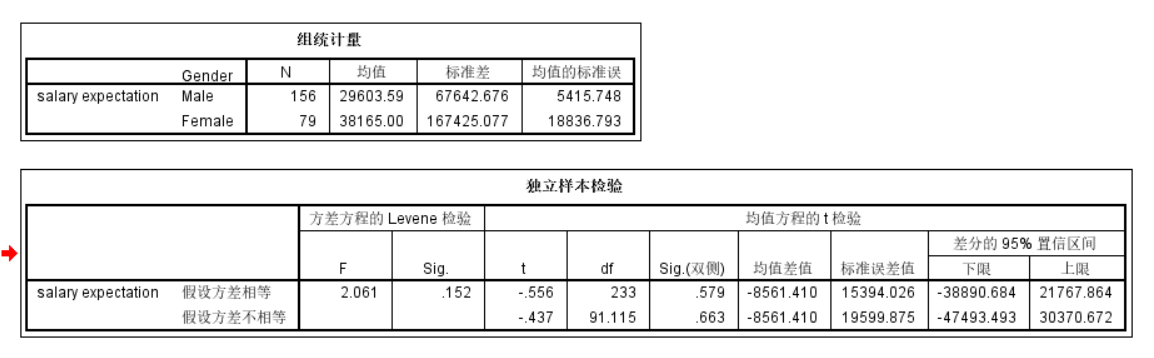 组统计量
Gender N 均值 标准差 均值的标准误
salary expectation Male 156 29603.59 67642.676 5415.748
Female 79 38165.00 167425.077 18836.793
独立样本检验
方差方程的 Levene 检验 均值方程的 t 检验
差分的 95% 置信区间
F Sig. t df Sig.(双侧) 均值差值 标准误差值 下限 上限
salary expectation 假设方差相等 2.061 .152 -.556 233 .579 -8561.410 15394.026 -38890.684 21767.864
假设方差不相等 -.437 91.115 .663 -8561.410 19599.875 -47493.493 30370.672